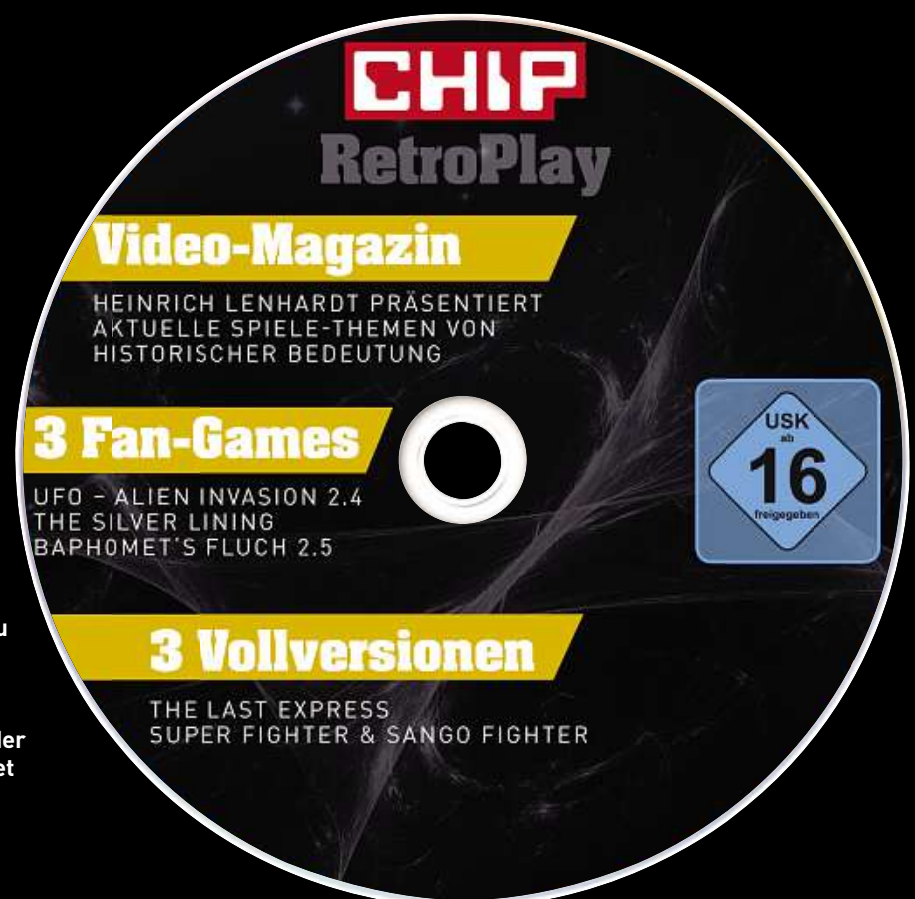 CHIP
RetroPlay
Video-Magazin
HEINRICH LENHARDT PRÄSENTIERT
AKTUELLE SPIELE-THEMEN VON
HISTORISCHER BEDEUTUNG
3 Fan-Games
UFO – ALIEN INVASION 2.4
THE SILVER LINING
BAPHOMET'S FLUCH 2.5
USK
ab
16
freigegeben
3 Vollversionen
THE LAST EXPRESS
SUPER FIGHTER & SANGO FIGHTER